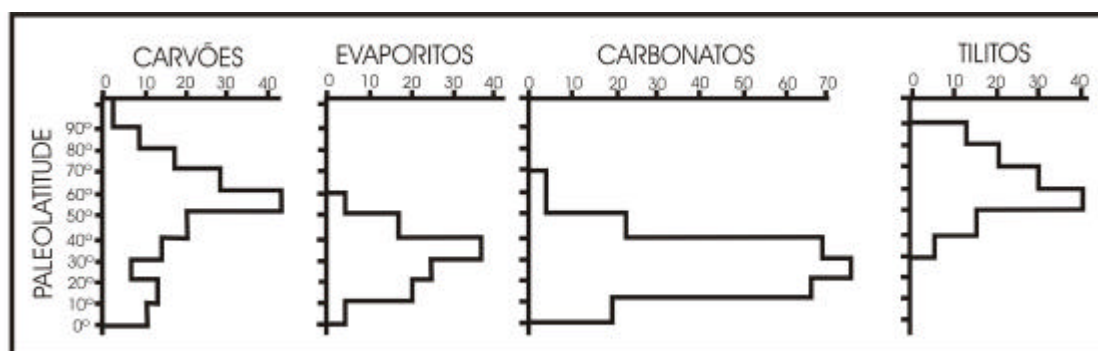 CARVÕES EVAPORITOS CARBONATOS TILITOS
0 10 20 30 40 0 10 20 30 40 0 10 20 30 40 50 60 70 0 10 20 30 40
PALEOLATITUDE
90º
80º
70º
60º
50º
40º
30º
20º
10º
0º